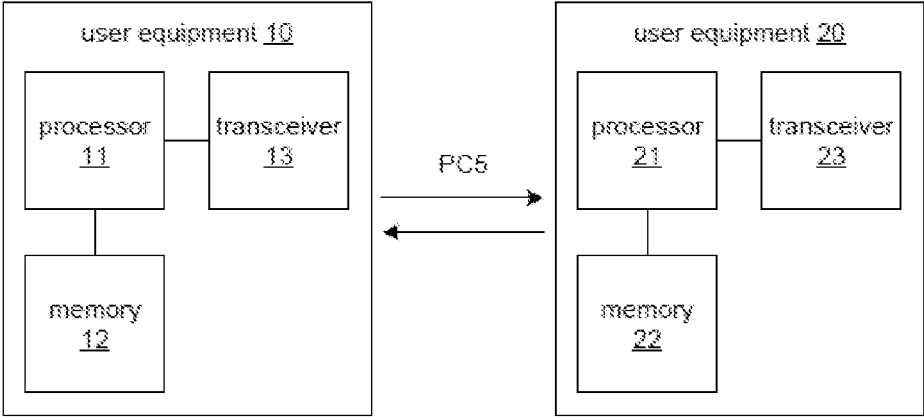 user equipment 10
processor
11
transceiver
13
memory
12
PC5
user equipment 20
processor
21
transceiver
23
memory
22